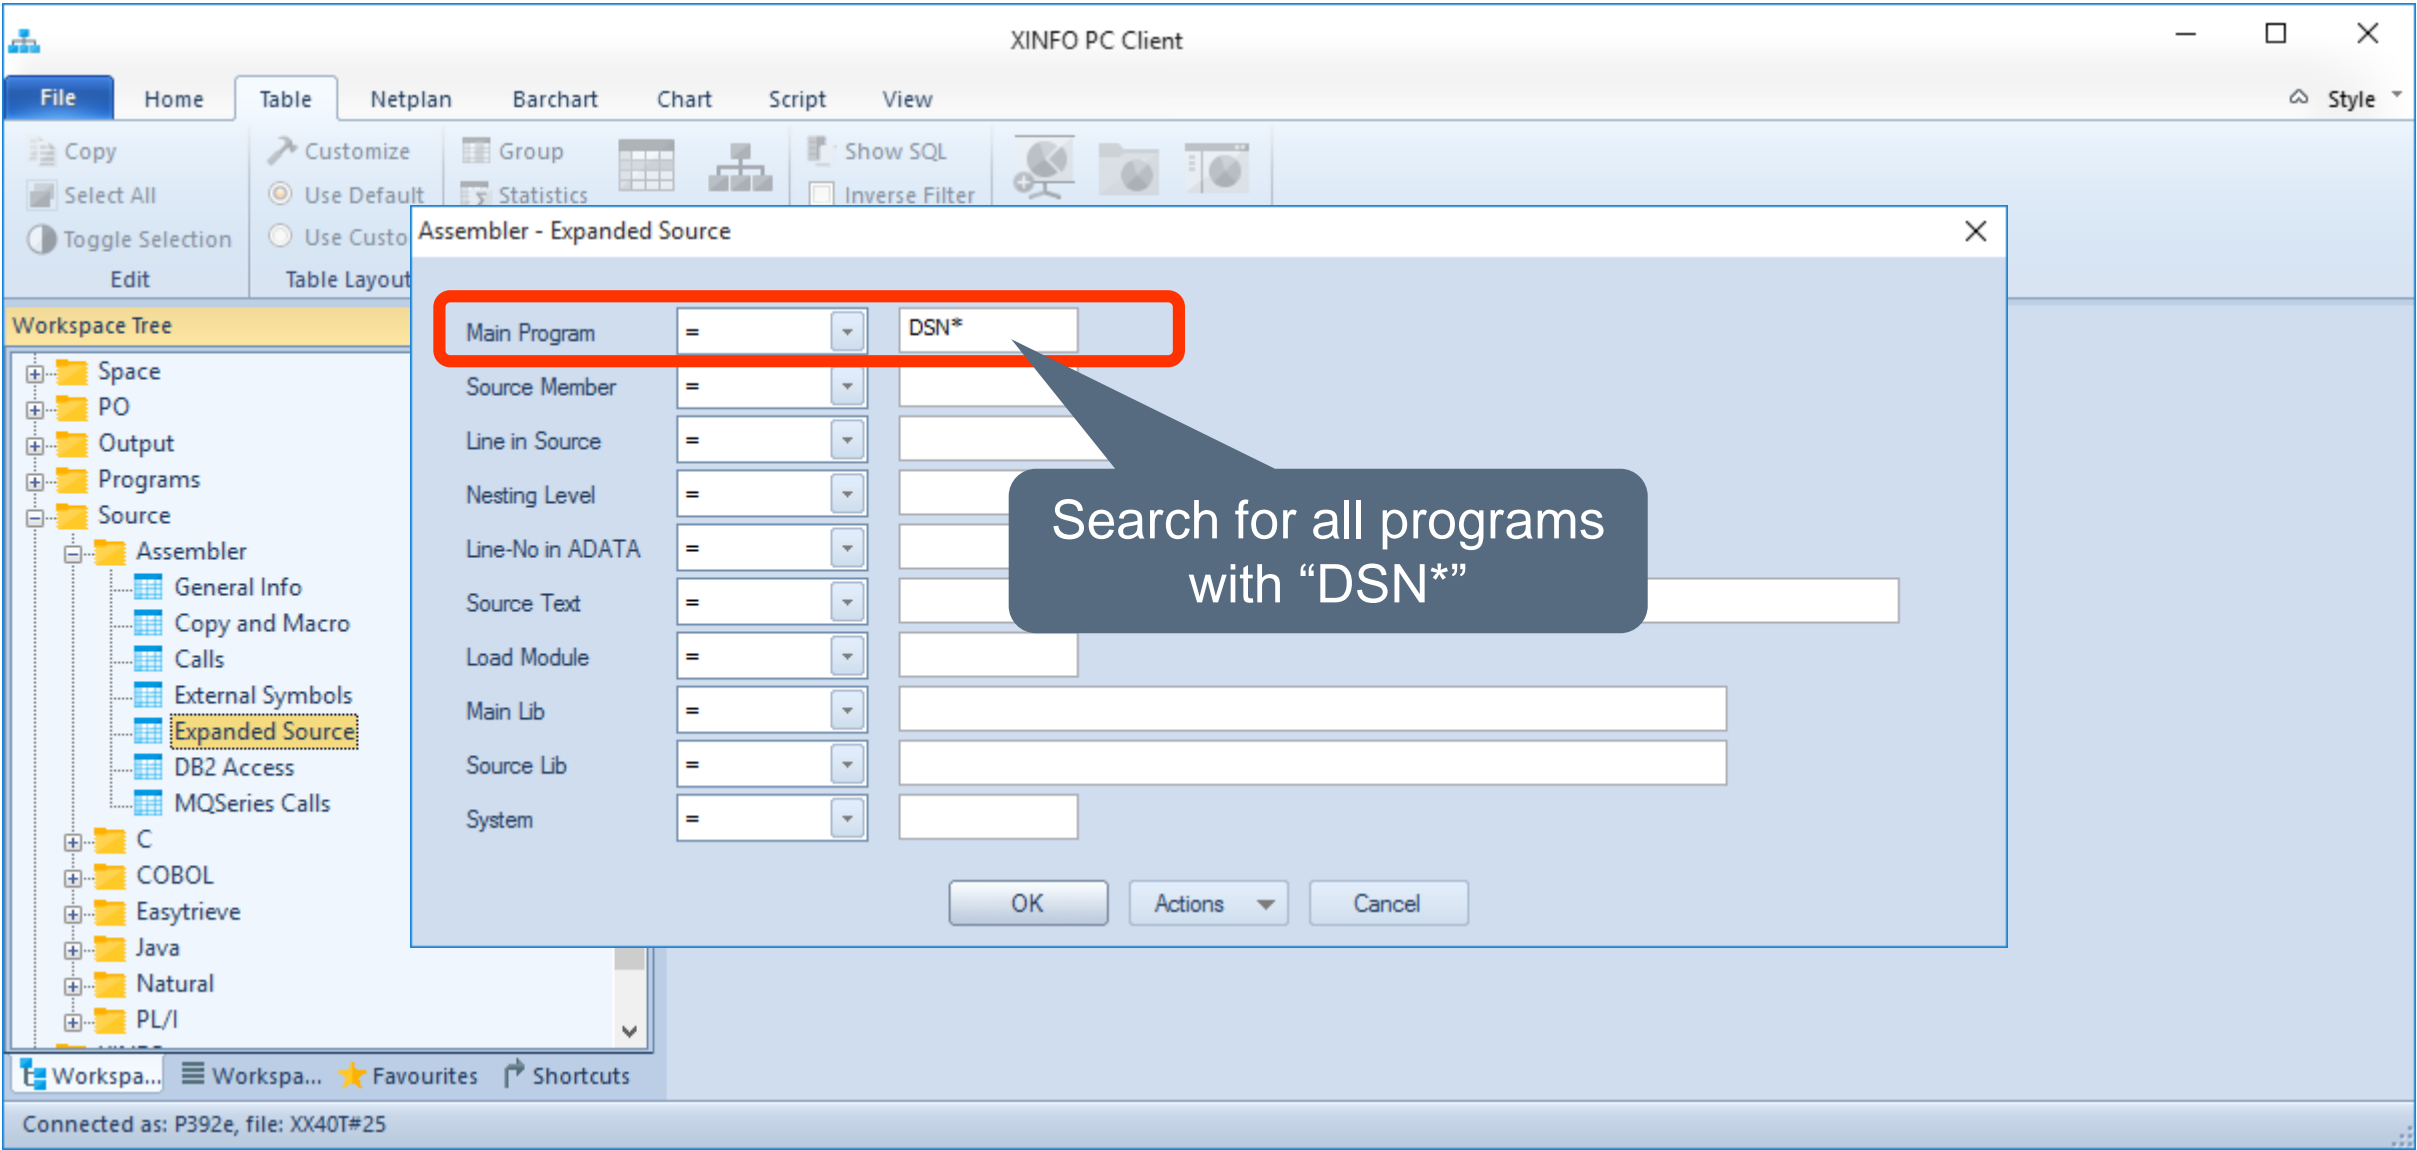 XINFO PC Client
File Home Table Netplan Barchart Chart Script View Style
Copy Customize Group Show SQL
Select All Use Default Statistics Inverse Filter
Toggle Selection Use Custo
Edit Table Layout
Assembler - Expanded Source
Workspace Tree
Space
PO
Output
Programs
Source
Assembler
General Info
Copy and Macro
Calls
External Symbols
Expanded Source
DB2 Access
MQSeries Calls
C
COBOL
Easytrieve
Java
Natural
PL/I
Main Program = DSN*
Source Member =
Line in Source =
Nesting Level =
Line-No in ADATA =
Source Text =
Load Module =
Main Lib =
Source Lib =
System =
Search for all programs
with “DSN*”
OK Actions Cancel
Workspa... Workspa... Favourites Shortcuts
Connected as: P392e, file: XX40T#25